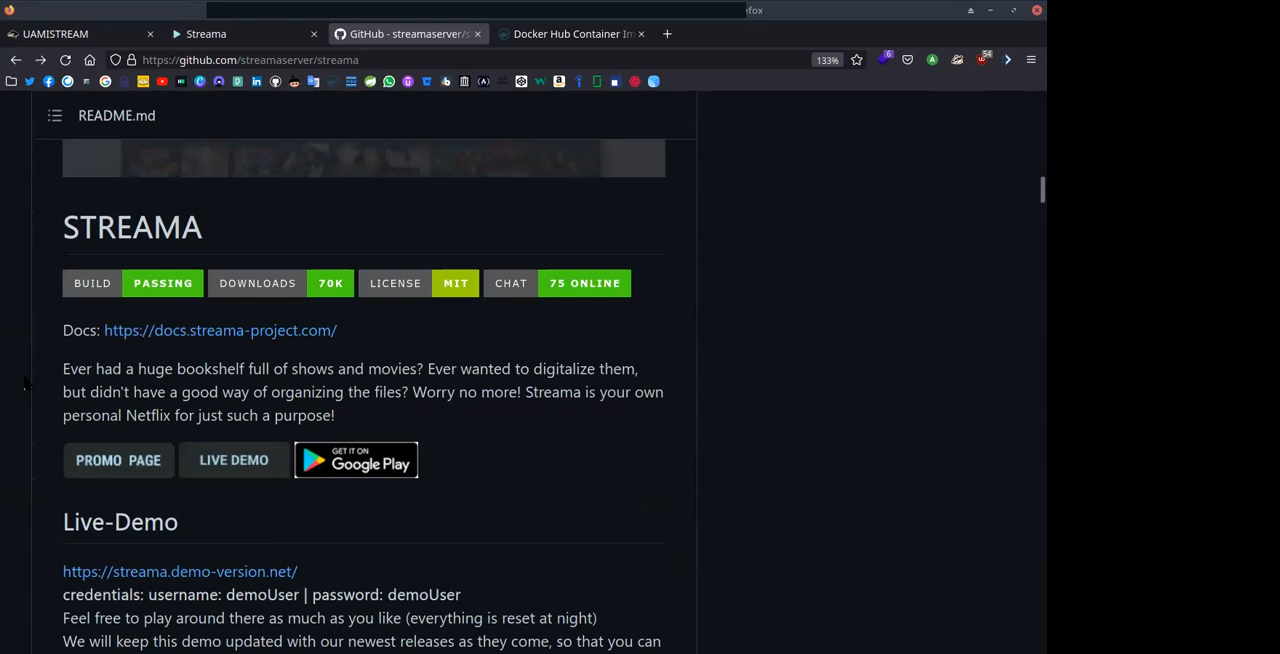 efox
UAMISTREAM
Streama
GitHub - streamaserver/s
Docker Hub Container Im
https://github.com/streamaserver/streama
133%
6
54
README.md
STREAMA
BUILD PASSING DOWNLOADS 70K LICENSE MIT CHAT 75 ONLINE
Docs: https://docs.streama-project.com/
Ever had a huge bookshelf full of shows and movies? Ever wanted to digitalize them,
but didn't have a good way of organizing the files? Worry no more! Streama is your own
personal Netflix for just such a purpose!
PROMO PAGE LIVE DEMO GET IT ON Google Play
Live-Demo
https://streama.demo-version.net/
credentials: username: demoUser | password: demoUser
Feel free to play around there as much as you like (everything is reset at night)
We will keep this demo updated with our newest releases as they come, so that you can